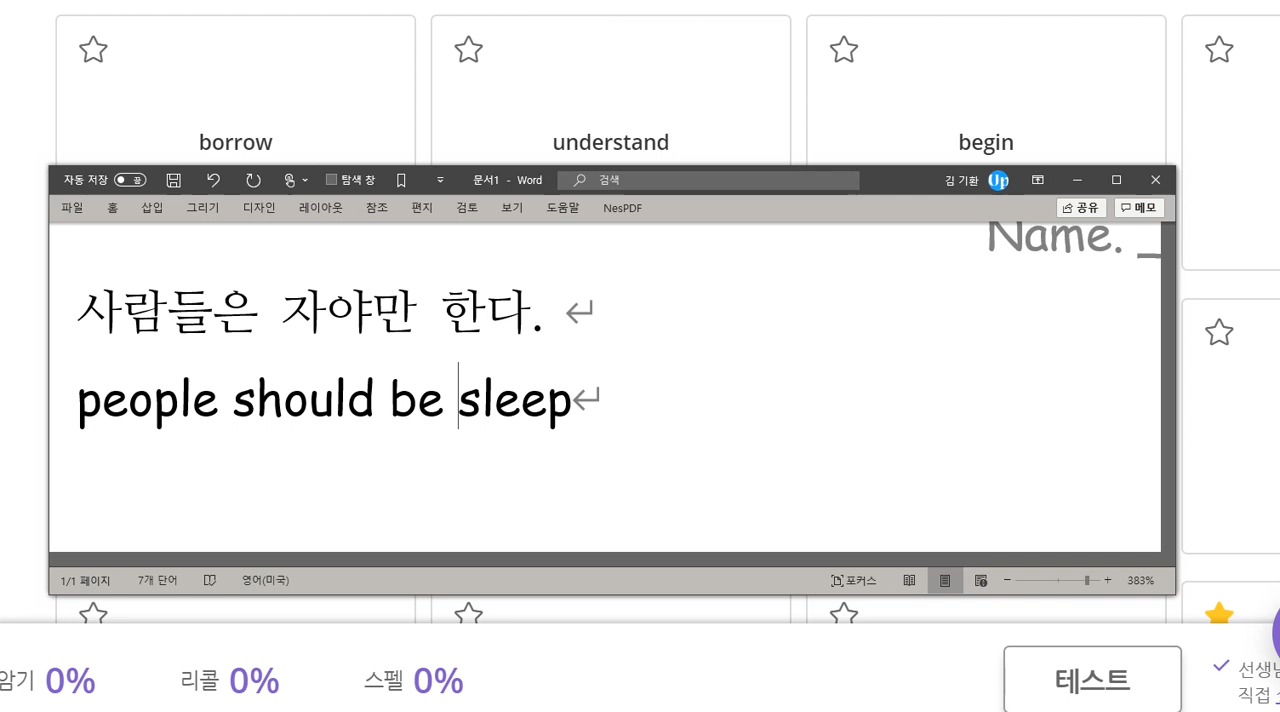 borrow
understand
begin
자동 저장 끔
탐색 창
문서1 - Word
검색
김 기환
Up
파일 홈 삽입 그리기 디자인 레이아웃 참조 편지 검토 보기 도움말 NesPDF
공유
메모
Name. _
사람들은 자야만 한다.
people should be sleep
1/1 페이지 7개 단어 영어(미국)
포커스
383%
암기 0% 리콜 0% 스펠 0%
테스트
직접